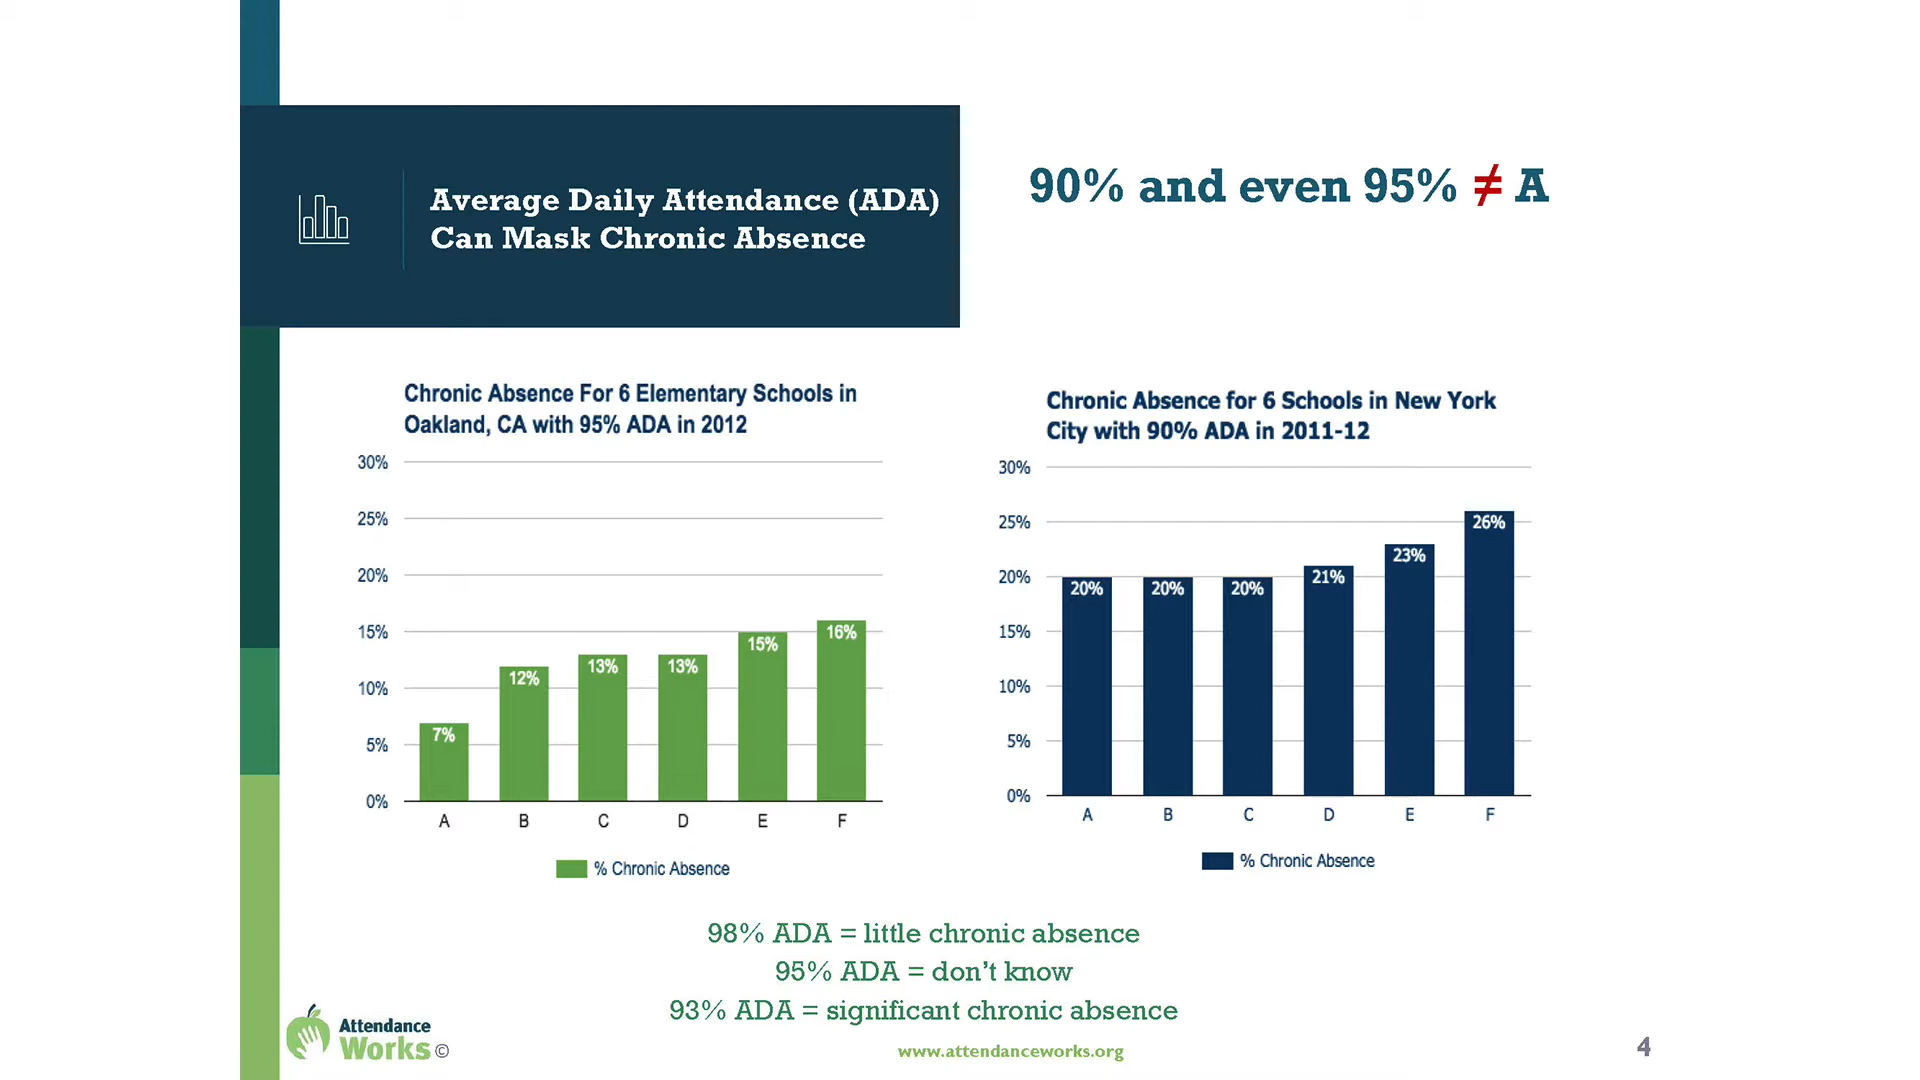 Average Daily Attendance (ADA)
Can Mask Chronic Absence
90% and even 95% ≠ A
Chronic Absence For 6 Elementary Schools in
Oakland, CA with 95% ADA in 2012
30%
25%
20%
15%
10%
5%
0%
7%
12%
13%
13%
15%
16%
A B C D E F
% Chronic Absence
Chronic Absence for 6 Schools in New York
City with 90% ADA in 2011-12
30%
25%
20%
15%
10%
5%
0%
20%
20%
20%
21%
23%
26%
A B C D E F
% Chronic Absence
98% ADA = little chronic absence
95% ADA = don’t know
93% ADA = significant chronic absence
Attendance
Works ©
www.attendanceworks.org
4